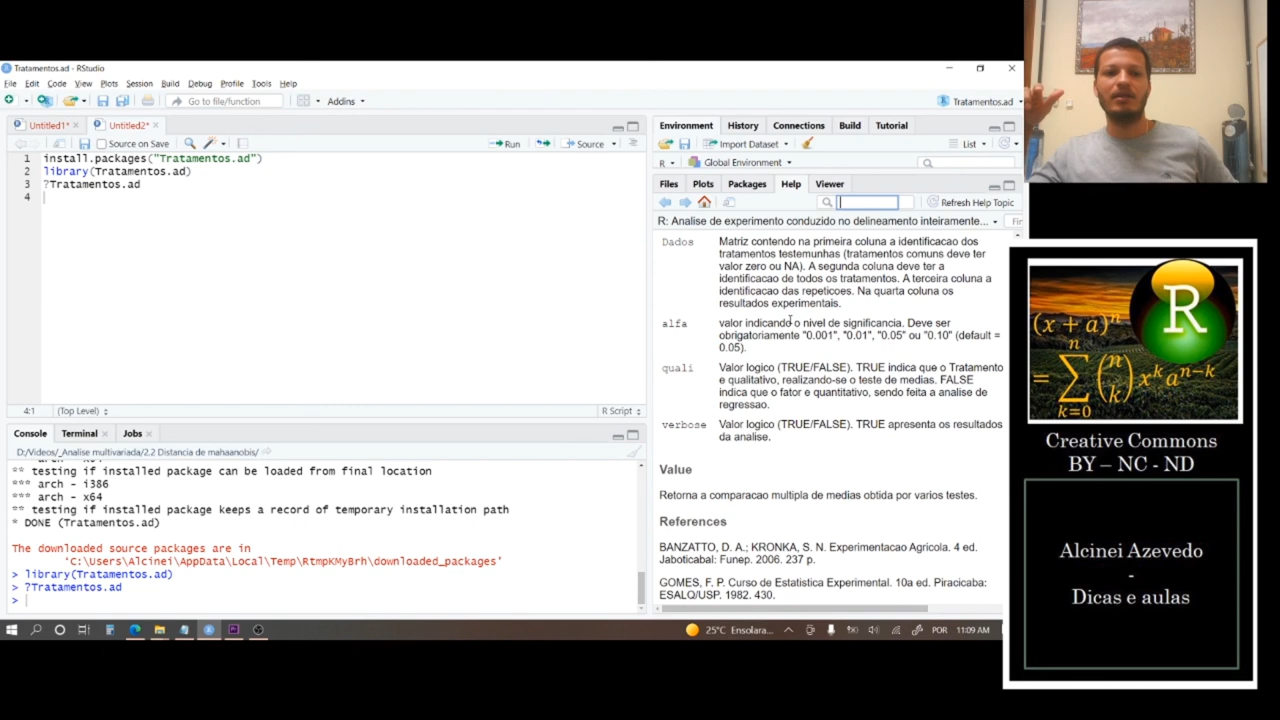 Tratamentos.ad - RStudio
File Edit Code View Plots Session Build Debug Profile Tools Help
Go to file/function Addins Tratamentos.ad
Untitled1* Untitled2*
Source on Save Run Source
1 install.packages("Tratamentos.ad")
2 library(Tratamentos.ad)
3 ?Tratamentos.ad
4
4:1 (Top Level) R Script
Console Terminal Jobs
D:/Videos/_Analise multivariada/2.2 Distancia de mahaanobis/
** testing if installed package can be loaded from final location
*** arch - i386
*** arch - x64
** testing if installed package keeps a record of temporary installation path
* DONE (Tratamentos.ad)
The downloaded source packages are in
'C:\Users\Alcinei\AppData\Local\Temp\RtmpKMyBrh\downloaded_packages'
> library(Tratamentos.ad)
> ?Tratamentos.ad
>
Environment History Connections Build Tutorial
Import Dataset List
R Global Environment
Files Plots Packages Help Viewer
Refresh Help Topic
R: Analise de experimento conduzido no delineamento inteiramente...
Dados Matriz contendo na primeira coluna a identificacao dos
tratamentos testemunhas (tratamentos comuns deve ter
valor zero ou NA). A segunda coluna deve ter a
identificacao de todos os tratamentos. A terceira coluna a
identificacao das repeticoes. Na quarta coluna os
resultados experimentais.
alfa valor indicando o nivel de significancia. Deve ser
obrigatoriamente "0.001", "0.01", "0.05" ou "0.10" (default =
0.05).
quali Valor logico (TRUE/FALSE). TRUE indica que o Tratamento
e qualitativo, realizando-se o teste de medias. FALSE
indica que o fator e quantitativo, sendo feita a analise de
regressao.
verbose Valor logico (TRUE/FALSE). TRUE apresenta os resultados
da analise.
Value
Retorna a comparacao multipla de medias obtida por varios testes.
References
BANZATTO, D. A.; KRONKA, S. N. Experimentacao Agricola. 4 ed.
Jaboticabal: Funep. 2006. 237 p.
GOMES, F. P. Curso de Estatistica Experimental. 10a ed. Piracicaba:
ESALQ/USP. 1982. 430.
25°C Ensolara... POR 11:09 AM
R
(x + a)^n
= ∑ n k=0 (n k) x^k a^{n−k}
Creative Commons
BY – NC - ND
Alcinei Azevedo
-
Dicas e aulas